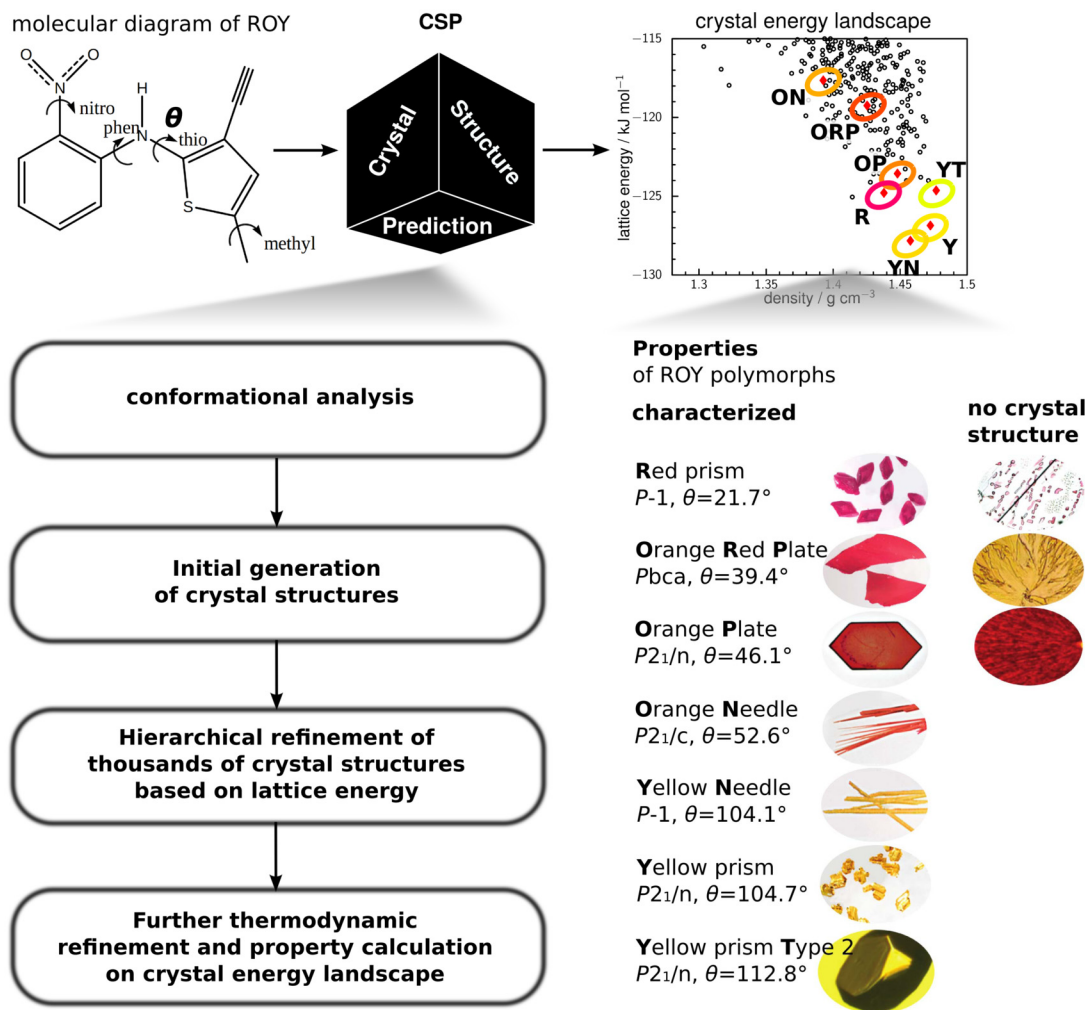 molecular diagram of ROY
O
O
N
H
nitro
phen
N
θ
thio
S
methyl
CSP
Crystal
Structure
Prediction
crystal energy landscape
lattice energy / kJ mol⁻¹
−115
−120
−125
−130
ON
ORP
OP
YT
R
Y
YN
1.3
1.35
1.4
1.45
1.5
density / g cm⁻³
conformational analysis
Initial generation
of crystal structures
Hierarchical refinement of
thousands of crystal structures
based on lattice energy
Further thermodynamic
refinement and property calculation
on crystal energy landscape
Properties
of ROY polymorphs
characterized
no crystal
structure
Red prism
P-1, θ=21.7°
Orange Red Plate
Pbca, θ=39.4°
Orange Plate
P2₁/n, θ=46.1°
Orange Needle
P2₁/c, θ=52.6°
Yellow Needle
P-1, θ=104.1°
Yellow prism
P2₁/n, θ=104.7°
Yellow prism Type 2
P2₁/n, θ=112.8°